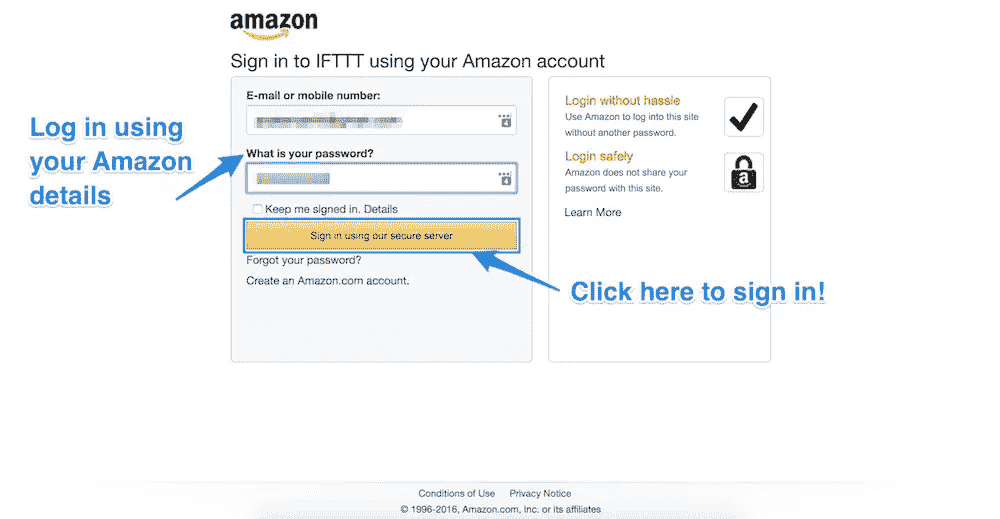 amazon
Sign in to IFTTT using your Amazon account
E-mail or mobile number:
Log in using
your Amazon
details
What is your password?
Keep me signed in. Details
Sign in using our secure server
Forgot your password?
Create an Amazon.com account.
Login without hassle
Use Amazon to log into this site
without another password.
Login safely
Amazon does not share your
password with this site.
a
Learn More
Click here to sign in!
Conditions of Use Privacy Notice
© 1996-2016, Amazon.com, Inc. or its affiliates